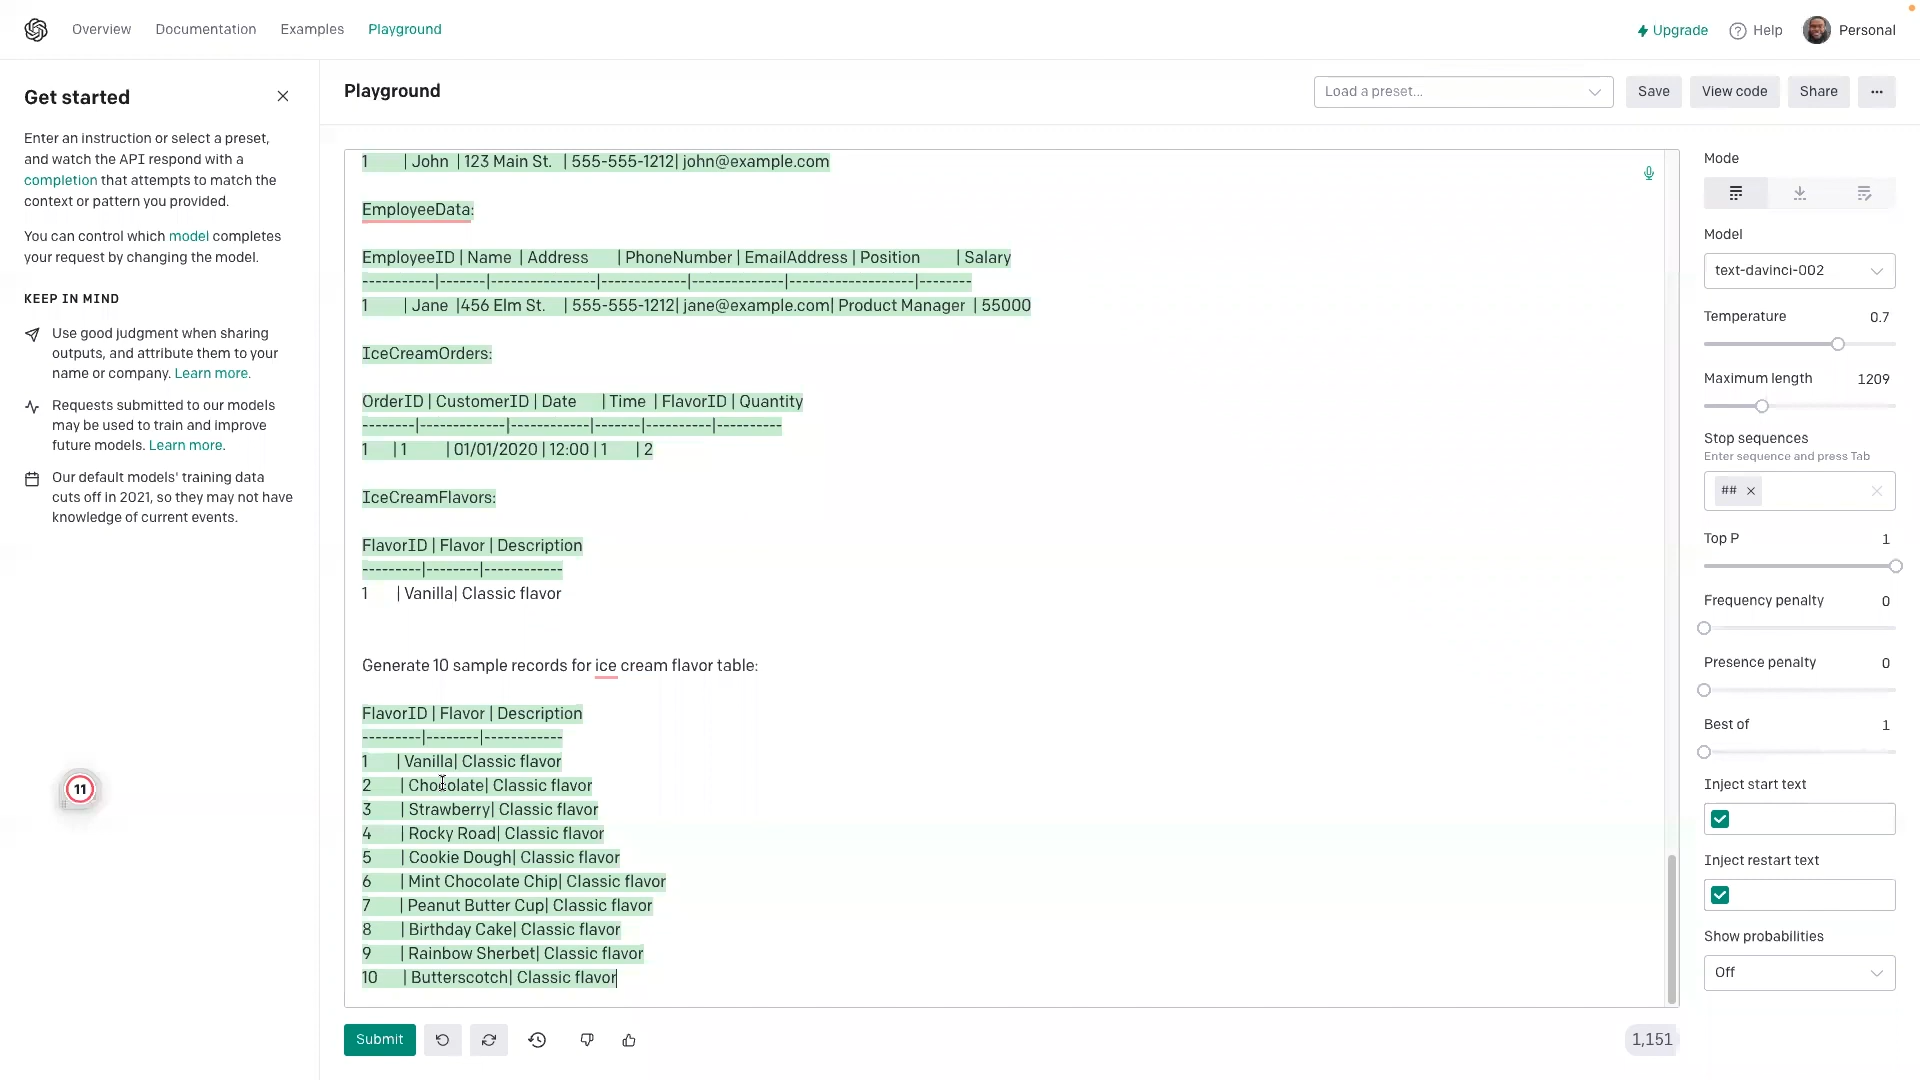 Overview
Documentation
Examples
Playground
Upgrade
Help
Personal
Get started
Enter an instruction or select a preset,
and watch the API respond with a
completion that attempts to match the
context or pattern you provided.
You can control which model completes
your request by changing the model.
KEEP IN MIND
Use good judgment when sharing
outputs, and attribute them to your
name or company. Learn more.
Requests submitted to our models
may be used to train and improve
future models. Learn more.
Our default models' training data
cuts off in 2021, so they may not have
knowledge of current events.
11
Playground
Load a preset...
Save
View code
Share
...
1 | John | 123 Main St. | 555-555-1212| john@example.com
EmployeeData:
EmployeeID | Name | Address | PhoneNumber | EmailAddress | Position | Salary
-----------|-------|----------------|-------------|--------------|-------------------|--------
1 | Jane |456 Elm St. | 555-555-1212| jane@example.com| Product Manager | 55000
IceCreamOrders:
OrderID | CustomerID | Date | Time | FlavorID | Quantity
--------|-------------|------------|-------|----------|----------
1 | 1 | 01/01/2020 | 12:00 | 1 | 2
IceCreamFlavors:
FlavorID | Flavor | Description
---------|--------|------------
1 | Vanilla| Classic flavor
Generate 10 sample records for ice cream flavor table:
FlavorID | Flavor | Description
---------|--------|------------
1 | Vanilla| Classic flavor
2 | Chocolate| Classic flavor
3 | Strawberry| Classic flavor
4 | Rocky Road| Classic flavor
5 | Cookie Dough| Classic flavor
6 | Mint Chocolate Chip| Classic flavor
7 | Peanut Butter Cup| Classic flavor
8 | Birthday Cake| Classic flavor
9 | Rainbow Sherbet| Classic flavor
10 | Butterscotch| Classic flavor
Submit
1,151
Mode
Model
text-davinci-002
Temperature 0.7
Maximum length 1209
Stop sequences
Enter sequence and press Tab
##
Top P 1
Frequency penalty 0
Presence penalty 0
Best of 1
Inject start text
Inject restart text
Show probabilities
Off